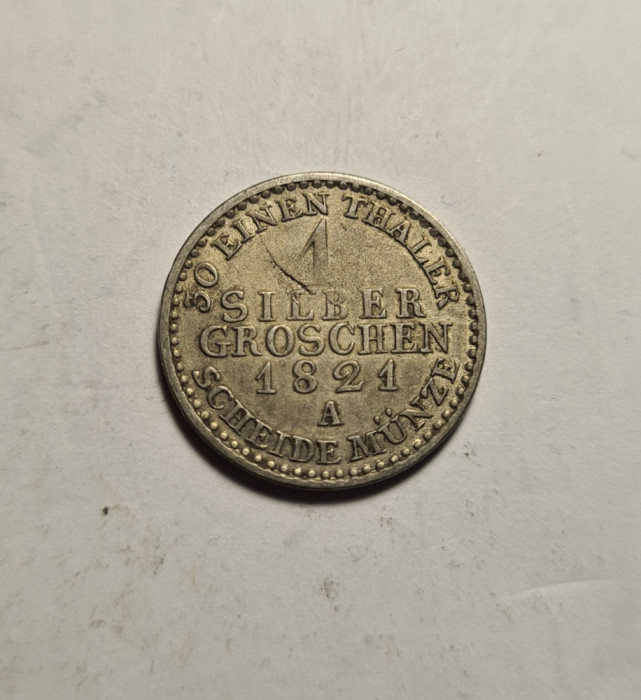 30 EINEN THALER
1
SILBER
GROSCHEN
1821
A
SCHEIDE MÜNZE